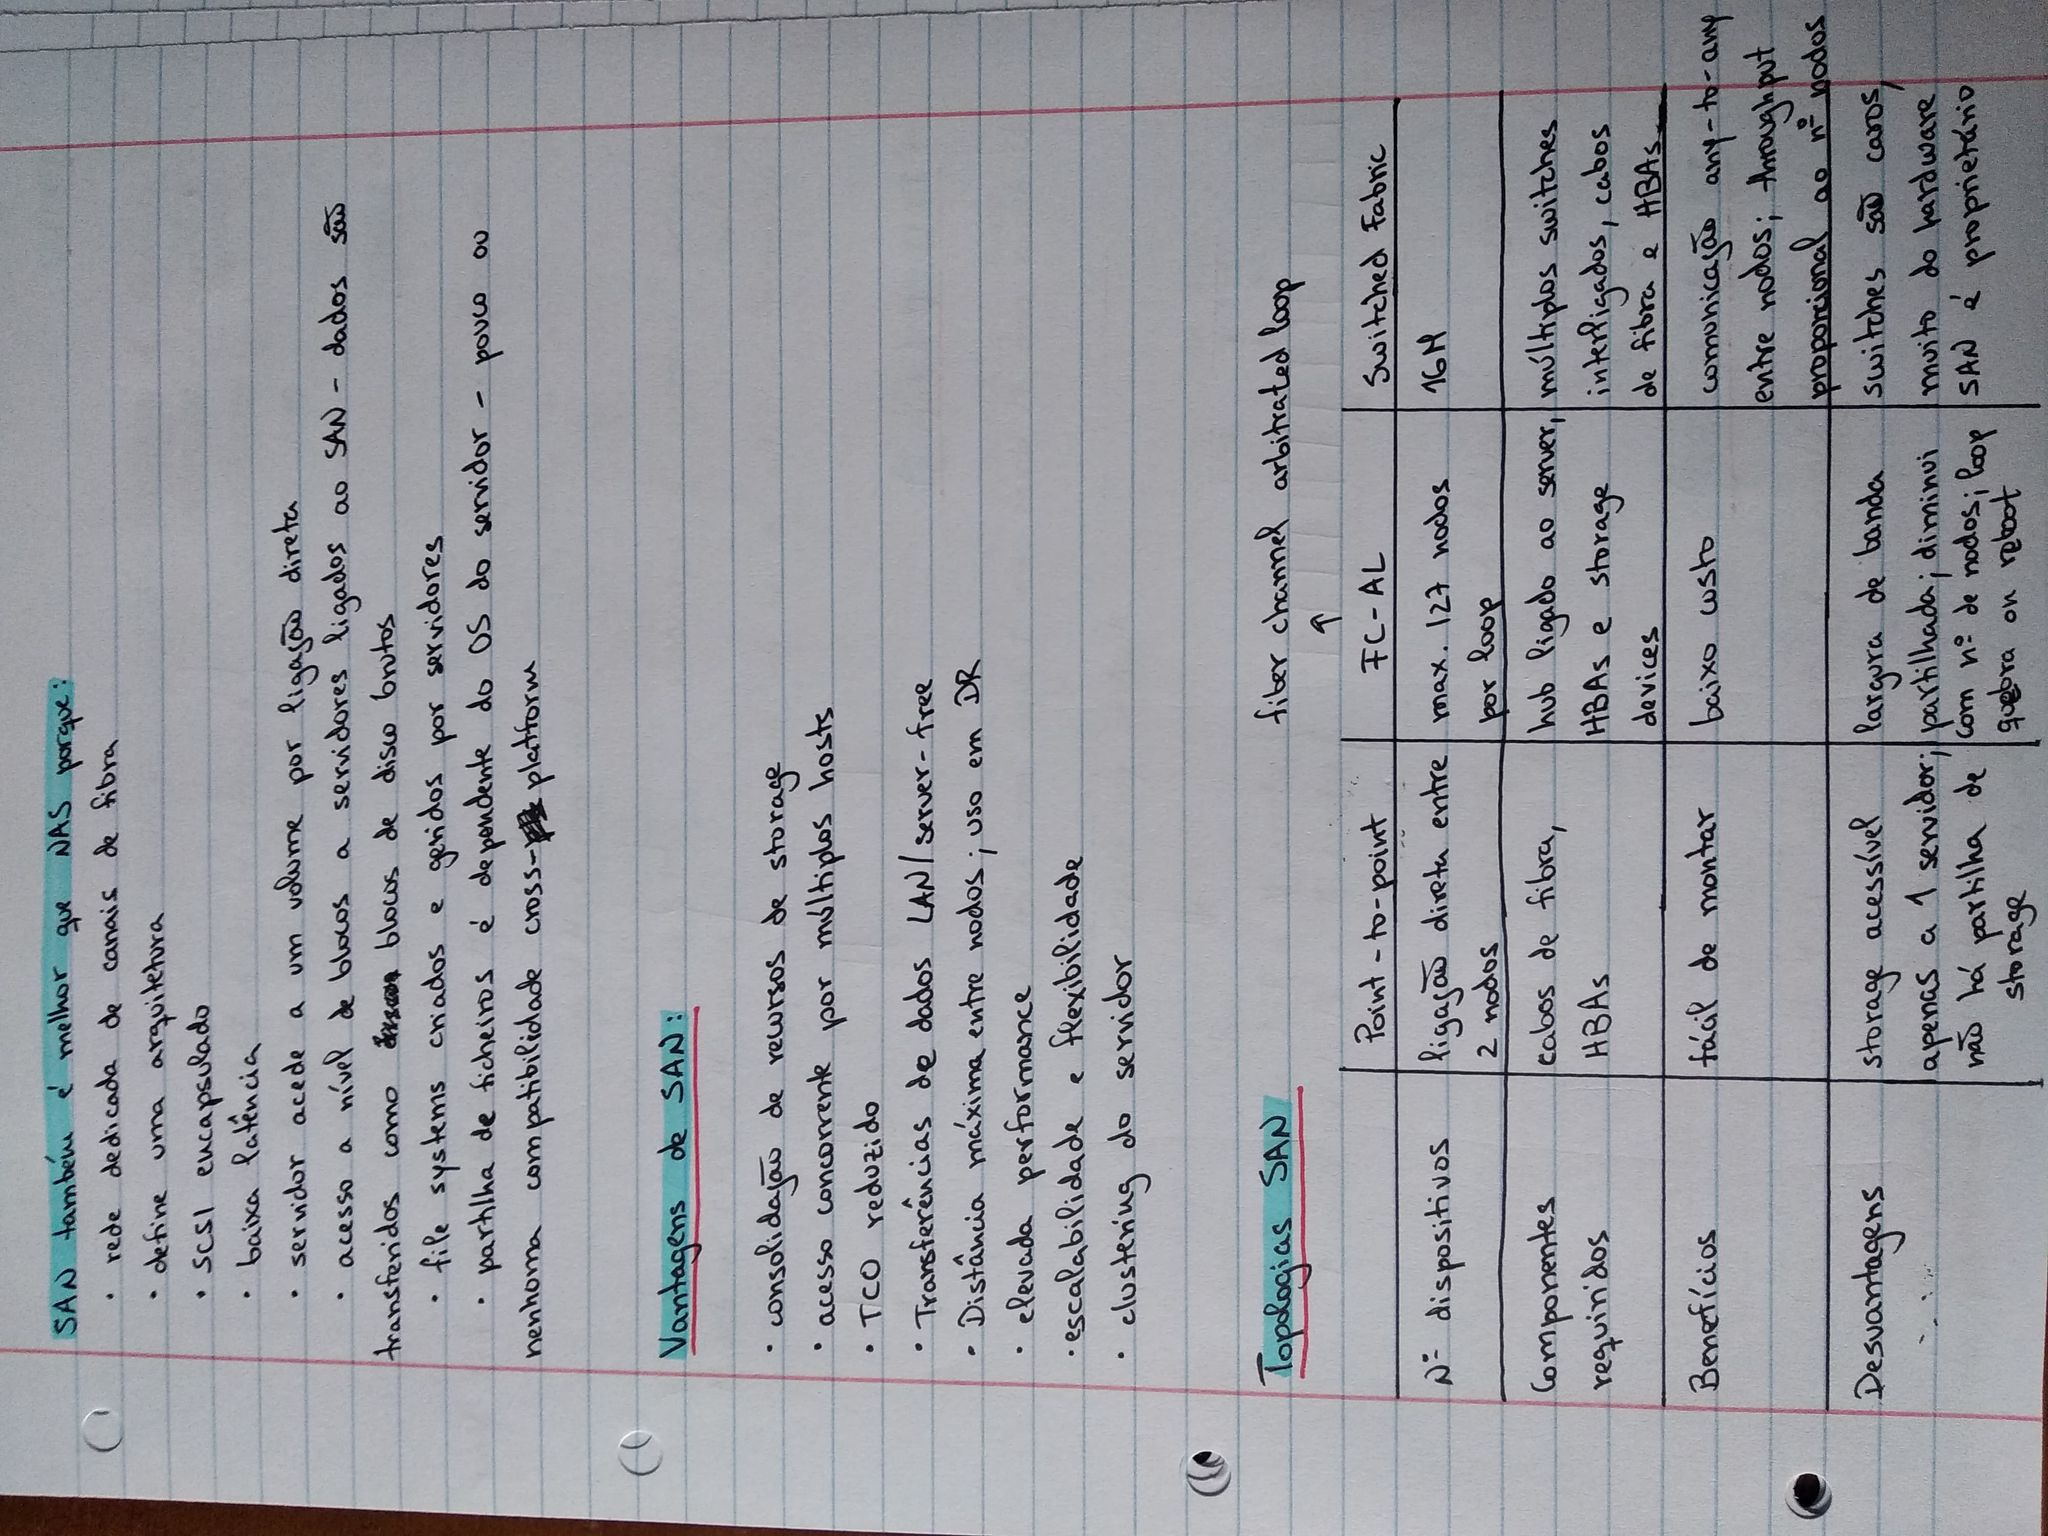 SAN também é melhor que NAS porque:
• rede dedicada de canais de fibra
• define uma arquitetura
• SCSI encapsulado
• baixa latência
• servidor acede a um volume por ligação direta
• acesso a nível de blocos a servidores ligados ao SAN - dados são
transferidos como blocos de disco brutos
• file systems criados e geridos por servidores
• partilha de ficheiros é dependente do OS do servidor - pouco ou
nenhuma compatibilidade cross-platform
Vantagens de SAN:
• consolidação de recursos de storage
• acesso concorrente por múltiplos hosts
• TCO reduzido
• Transferências de dados LAN/server-free
• Distância máxima entre nodos; uso em DR
• elevada performance
• escalabilidade e flexibilidade
• clustering do servidor
Topologias SAN
fiber channel arbitrated loop
↑
Point-to-point FC-AL Switched Fabric
Nº dispositivos
ligação direta entre
2 nodos
max. 127 nodos
por loop
16M
Componentes
requiridos
cabos de fibra,
HBAs
hub ligado ao server,
HBAs e storage
devices
múltiplos switches
interligados, cabos
de fibra e HBAs
Benefícios
fácil de montar
baixo custo
comunicação any-to-any
entre nodos; throughput
proporcional ao nº nodos
Desvantagens
storage acessível
apenas a 1 servidor;
não há partilha de
storage
largura de banda
partilhada; diminui
com nº de nodos; loop
quebra on reboot
switches são caros,
muito do hardware
SAN é proprietário